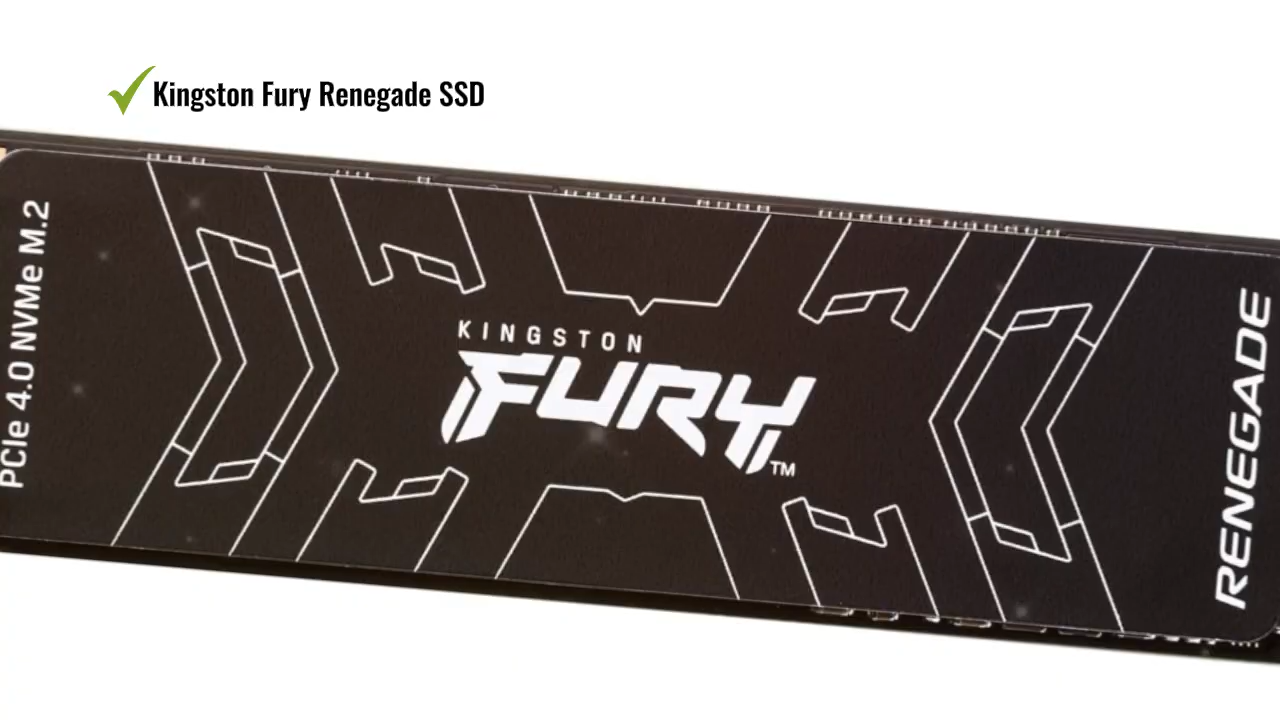 Kingston Fury Renegade SSD
PCIe 4.0 NVMe M.2
KINGSTON
FURY™
RENEGADE